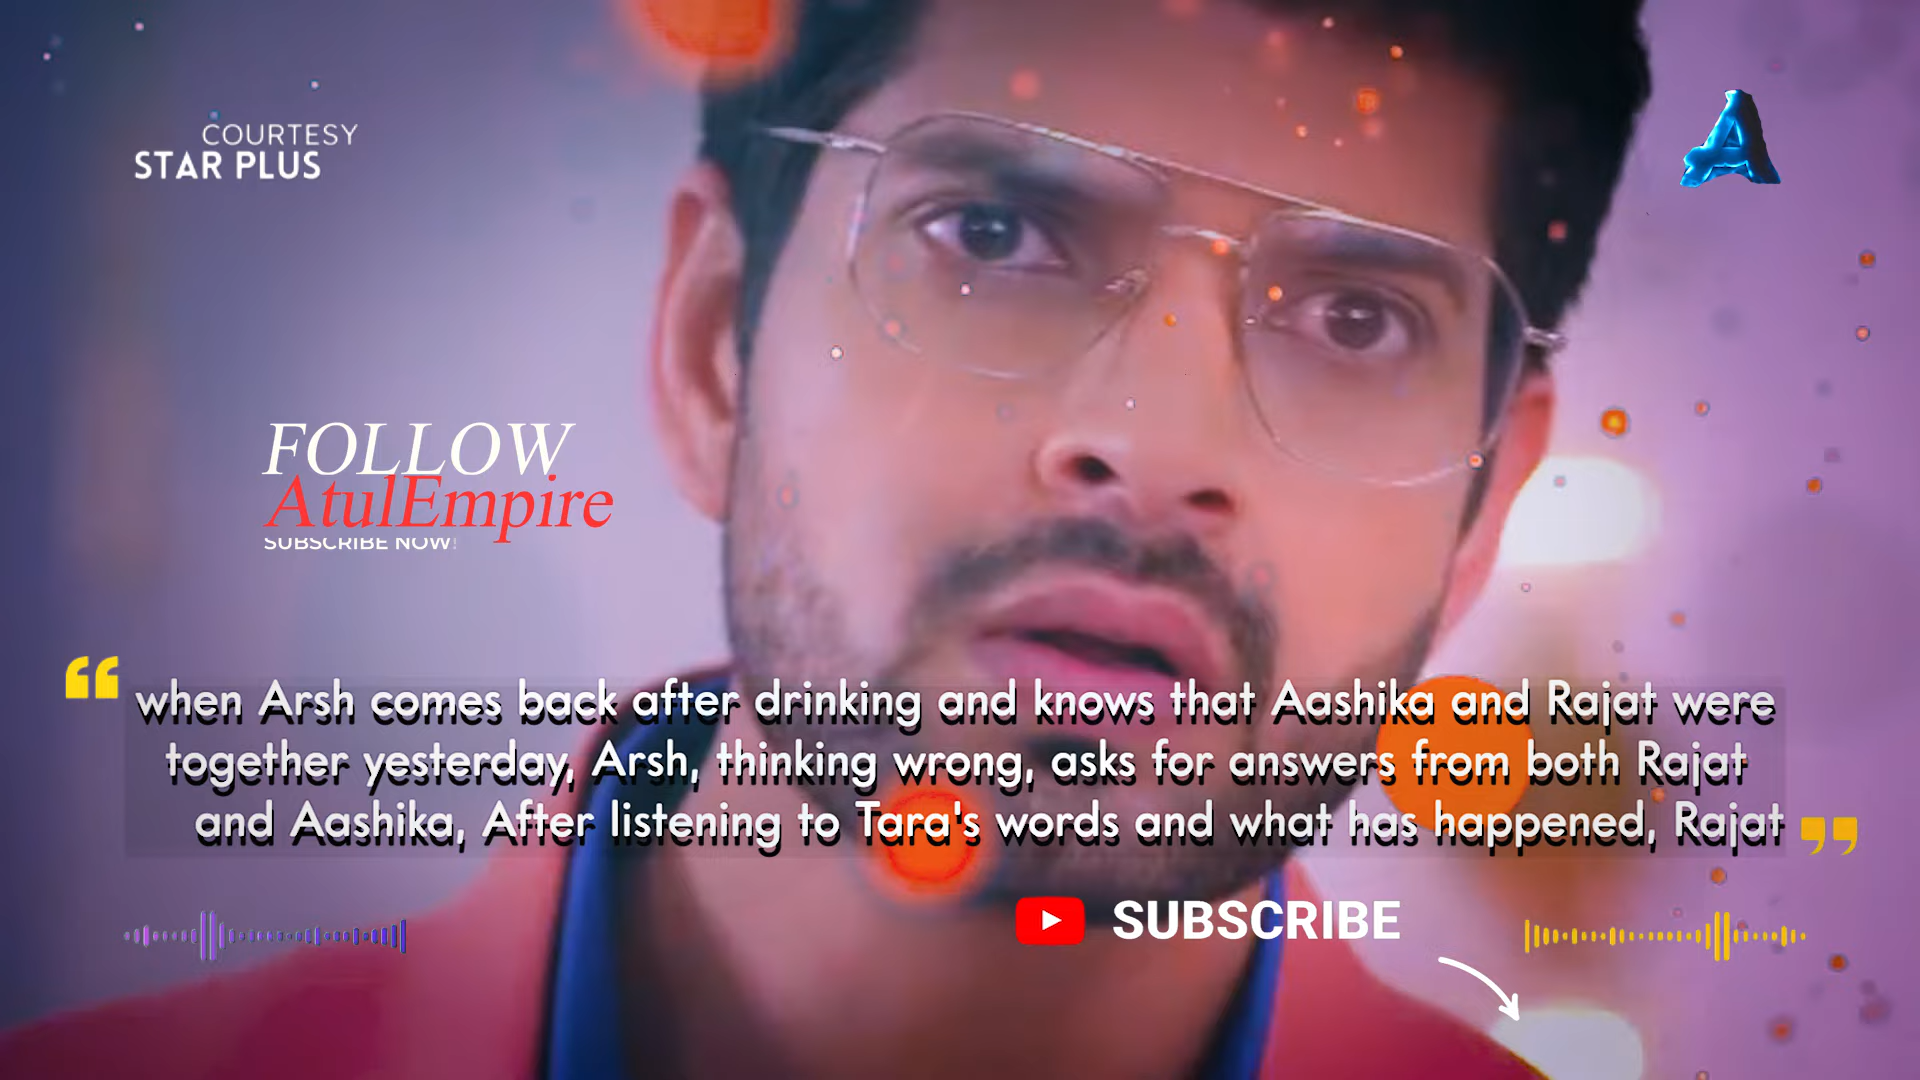 COURTESY
STAR PLUS
A
FOLLOW
AtulEmpire
SUBSCRIBE NOW!
“ when Arsh comes back after drinking and knows that Aashika and Rajat were
together yesterday, Arsh, thinking wrong, asks for answers from both Rajat
and Aashika, After listening to Tara's words and what has happened, Rajat ”
SUBSCRIBE